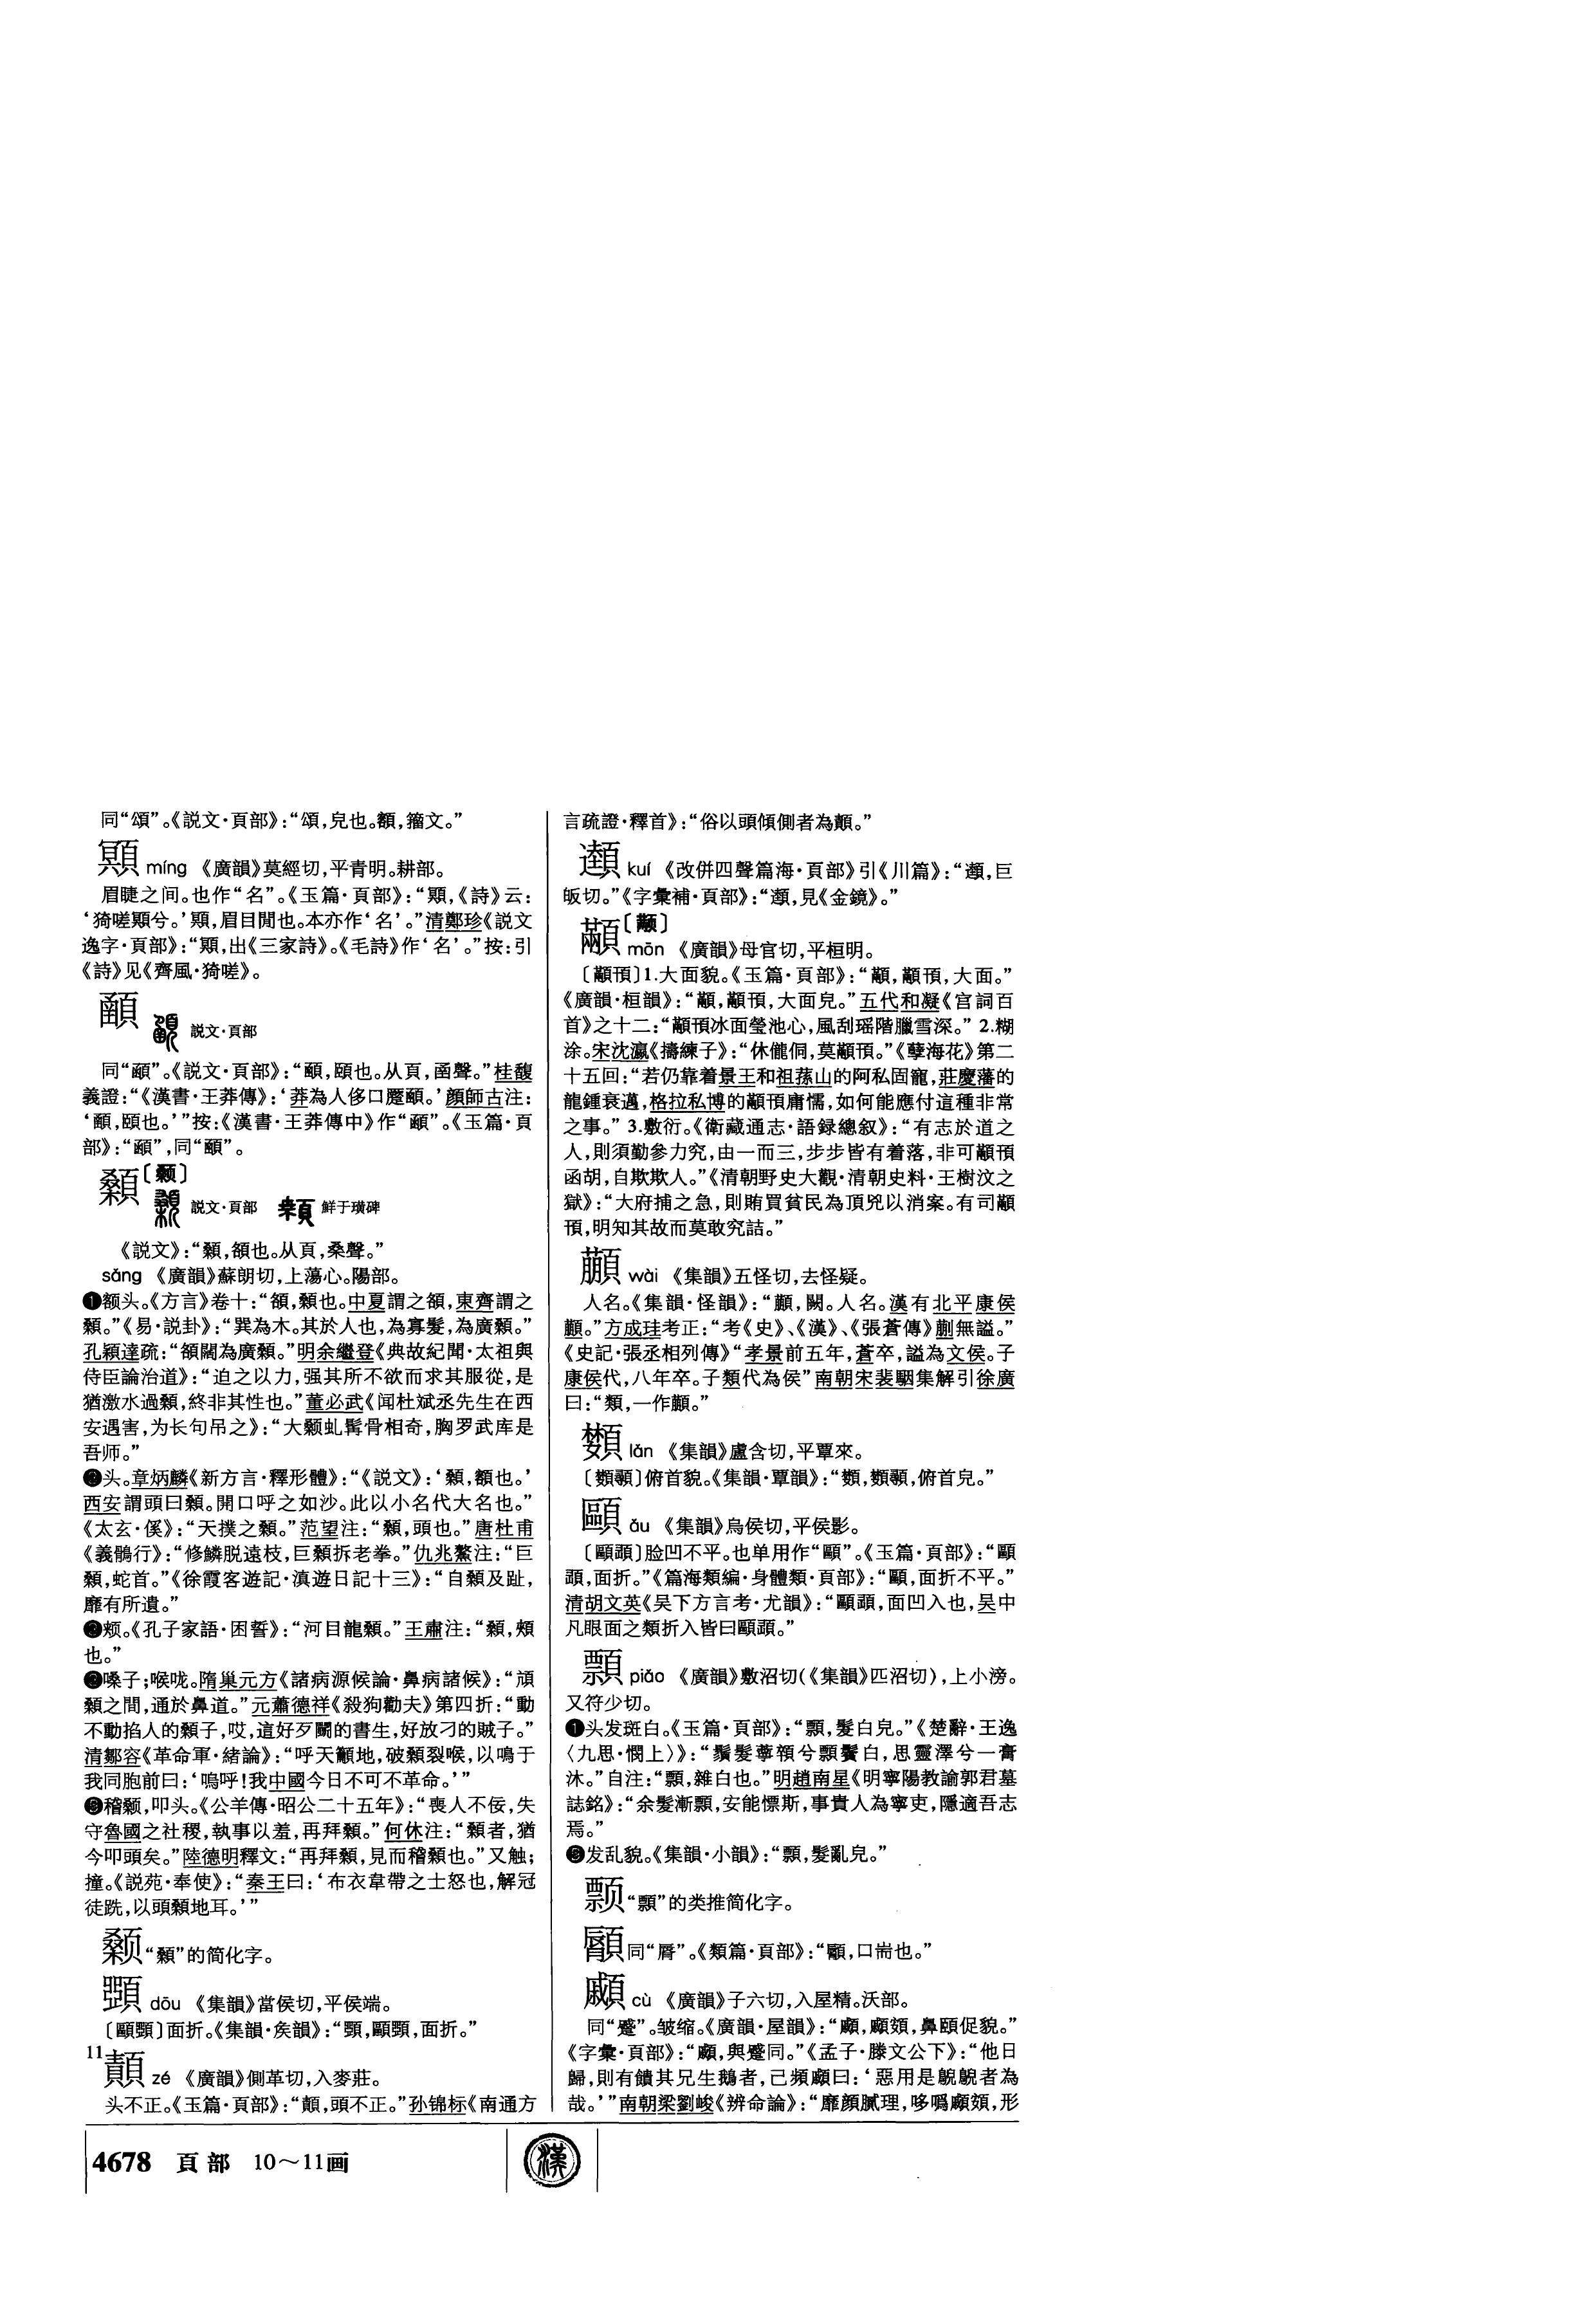 同“頌”。《説文·頁部》：“頌，皃也。額，籀文。”
顮 míng 《廣韻》莫經切，平青明。耕部。
眉睫之间。也作“名”。《玉篇·頁部》：“顮，《詩》云：
‘猗嗟顮兮。’顮，眉目閒也。本亦作‘名’。”清鄭珍《説文
逸字·頁部》：“顮，出《三家詩》。《毛詩》作‘名’。”按：引
《詩》见《齊風·猗嗟》。
説文·頁部
同“顄”。《説文·頁部》：“顄，頤也。从頁，圅聲。”桂馥
義證：“《漢書·王莽傳》：‘莽為人侈口蹷顄。’顔師古注：
‘顄，頤也。’”按：《漢書·王莽傳中》作“顄”。《玉篇·頁
部》：“顄”，同“顄”。
顙〔颡〕
説文·頁部 鮮于璜碑
《説文》：“顙，頟也。从頁，桑聲。”
sǎng 《廣韻》蘇朗切，上蕩心。陽部。
❶额头。《方言》卷十：“頟，顙也。中夏謂之頟，東齊謂之
顙。”《易·説卦》：“巽為木。其於人也，為寡髮，為廣顙。”
孔穎達疏：“頟闊為廣顙。”明余繼登《典故紀聞·太祖與
侍臣論治道》：“迫之以力，强其所不欲而求其服從，是
猶激水過顙，終非其性也。”董必武《闻杜斌丞先生在西
安遇害，为长句吊之》：“大颡虬髯骨相奇，胸罗武库是
吾师。”
❷头。章炳麟《新方言·釋形體》：“《説文》：‘顙，額也。’
西安謂頭曰顙。開口呼之如沙。此以小名代大名也。”
《太玄·傒》：“天撲之顙。”范望注：“顙，頭也。”唐杜甫
《義鶻行》：“修鱗脱遠枝，巨顙拆老拳。”仇兆鰲注：“巨
顙，蛇首。”《徐霞客遊記·滇遊日記十三》：“自顙及趾，
靡有所遺。”
❸颊。《孔子家語·困誓》：“河目龍顙。”王肅注：“顙，頰
也。”
❹嗓子；喉咙。隋巢元方《諸病源候論·鼻病諸候》：“頏
顙之間，通於鼻道。”元蕭德祥《殺狗勸夫》第四折：“動
不動掐人的顙子，哎，這好歹鬭的書生，好放刁的賊子。”
清鄒容《革命軍·緒論》：“呼天籲地，破顙裂喉，以鳴于
我同胞前曰：‘嗚呼！我中國今日不可不革命。’”
❺稽颡，叩头。《公羊傳·昭公二十五年》：“喪人不佞，失
守魯國之社稷，執事以羞，再拜顙。”何休注：“顙者，猶
今叩頭矣。”陸德明釋文：“再拜顙，見而稽顙也。”又触；
撞。《説苑·奉使》：“秦王曰：‘布衣韋帶之士怒也，解冠
徒跣，以頭顙地耳。’”
颡 “顙”的简化字。
dōu 《集韻》當侯切，平侯端。
面折。《集韻·矦韻》：面折。”
11
zé 《廣韻》側革切，入麥莊。
头不正。《玉篇·頁部》：頭不正。”孙锦标《南通方
言疏證·釋首》：“俗以頭傾側者為
kuí 《改併四聲篇海·頁部》引《川篇》：巨
皈切。”《字彙補·頁部》：見《金鏡》。”
顢〔颟〕
mān 《廣韻》母官切，平桓明。
〔顢頇〕1.大面貌。《玉篇·頁部》：“顢，顢頇，大面。”
《廣韻·桓韻》：“顢，顢頇，大面皃。”五代和凝《宫詞百
首》之十二：“顢頇冰面瑩池心，風刮瑶階臘雪深。” 2.糊
涂。宋沈瀛《擣練子》：“休儱侗，莫顢頇。”《孽海花》第二
十五回：“若仍靠着景王和祖蓀山的阿私固寵，莊慶藩的
龍鍾衰邁，格拉私博的顢頇庸懦，如何能應付這種非常
之事。” 3.敷衍。《衛藏通志·語録總叙》：“有志於道之
人，則須勤參力究，由一而三，步步皆有着落，非可顢頇
函胡，自欺欺人。”《清朝野史大觀·清朝史料·王樹汶之
獄》：“大府捕之急，則賄買貧民為頂兇以消案。有司顢
頇，明知其故而莫敢究詰。”
wài 《集韻》五怪切，去怪疑。
人名。《集韻·怪韻》：闕。人名。漢有北平康侯
方成珪考正：“考《史》、《漢》、《張蒼傳》蒯無謚。”
《史記·張丞相列傳》“孝景前五年，蒼卒，謚為文侯。子
康侯代，八年卒。子類代為侯”南朝宋裴駰集解引徐廣
曰：“類，一作
lǎn 《集韻》盧含切，平覃來。
俯首貌。《集韻·覃韻》：俯首皃。”
ǎu 《集韻》烏侯切，平侯影。
脸凹不平。也单用作《玉篇·頁部》：
面折。”《篇海類編·身體類·頁部》：面折不平。”
清胡文英《吴下方言考·尤韻》：面凹入也，吴中
凡眼面之類折入皆曰
顠 piǎo 《廣韻》敷沼切（《集韻》匹沼切），上小滂。
又符少切。
❶头发斑白。《玉篇·頁部》：“顠，髮白皃。”《楚辭·王逸
〈九思·憫上〉》：“鬚髮薴顇兮顠鬢白，思靈澤兮一膏
沐。”自注：“顠，雜白也。”明趙南星《明寧陽教諭郭君墓
誌銘》：“余髮漸顠，安能慓斯，事貴人為寧吏，隱適吾志
焉。”
❷发乱貌。《集韻·小韻》：“顠，髮亂皃。”
“顠”的类推简化字。
同“脣”。《類篇·頁部》：口耑也。”
顣 cù 《廣韻》子六切，入屋精。沃部。
同“蹙”。皱缩。《廣韻·屋韻》：“顣，顣頞，鼻頤促貌。”
《字彙·頁部》：“顣，與蹙同。”《孟子·滕文公下》：“他日
歸，則有饋其兄生鵝者，己頻顣曰：‘惡用是鶃鶃者為
哉。’”南朝梁劉峻《辨命論》：“靡顔膩理，哆噅顣頞，形
4678 頁部 10～11画
漢